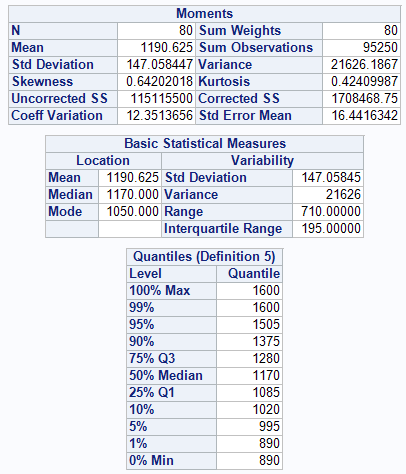 Moments
N 80 Sum Weights 80
Mean 1190.625 Sum Observations 95250
Std Deviation 147.058447 Variance 21626.1867
Skewness 0.64202018 Kurtosis 0.42409987
Uncorrected SS 115115500 Corrected SS 1708468.75
Coeff Variation 12.3513656 Std Error Mean 16.4416342
Basic Statistical Measures
Location Variability
Mean 1190.625 Std Deviation 147.05845
Median 1170.000 Variance 21626
Mode 1050.000 Range 710.00000
Interquartile Range 195.00000
Quantiles (Definition 5)
Level Quantile
100% Max 1600
99% 1600
95% 1505
90% 1375
75% Q3 1280
50% Median 1170
25% Q1 1085
10% 1020
5% 995
1% 890
0% Min 890